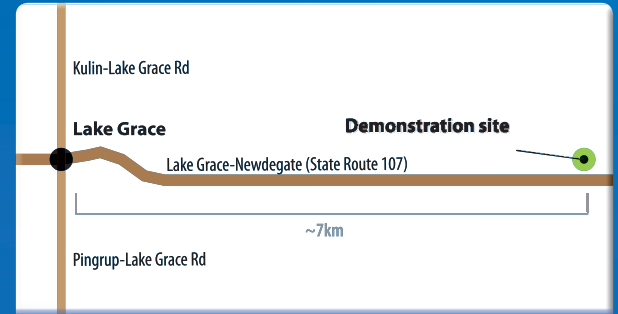 Kulin-Lake Grace Rd
Lake Grace
Demonstration site
Lake Grace-Newdegate (State Route 107)
~7km
Pingrup-Lake Grace Rd